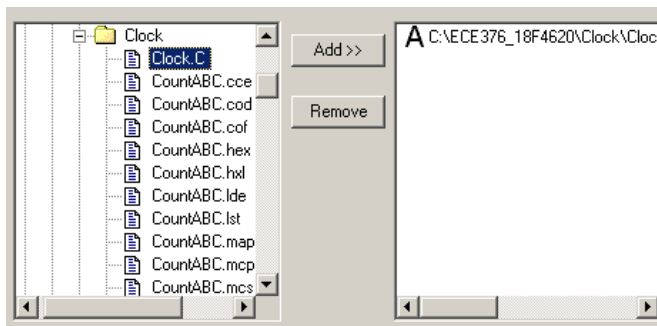 Clock
Clock.C
CountABC.cce
CountABC.cod
CountABC.cof
CountABC.hex
CountABC.hxl
CountABC.lde
CountABC.lst
CountABC.map
CountABC.mcp
CountABC.mcs
Add >>
Remove
A C:\ECE376_18F4620\Clock\Cloc